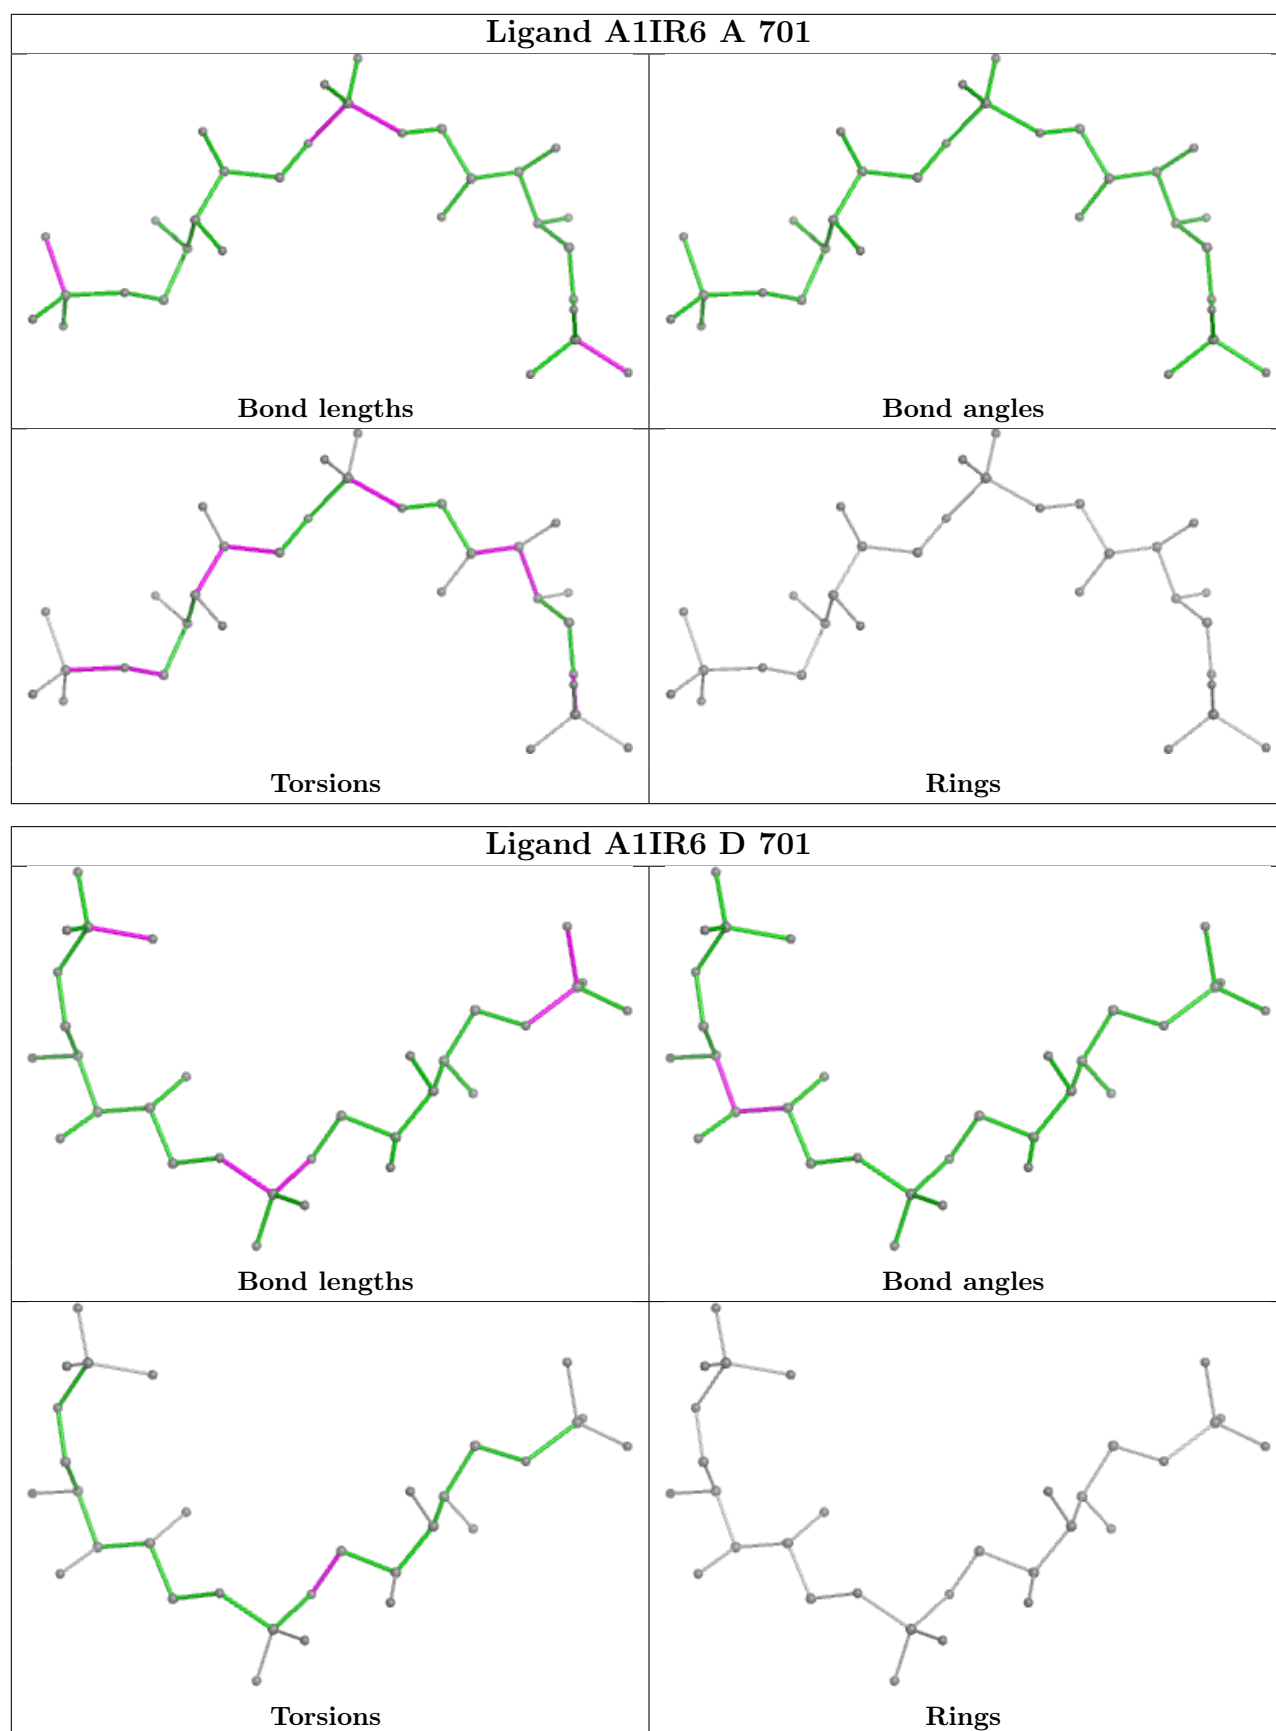 Ligand A1IR6 A 701
Bond lengths
Bond angles
Torsions
Rings
Ligand A1IR6 D 701
Bond lengths
Bond angles
Torsions
Rings